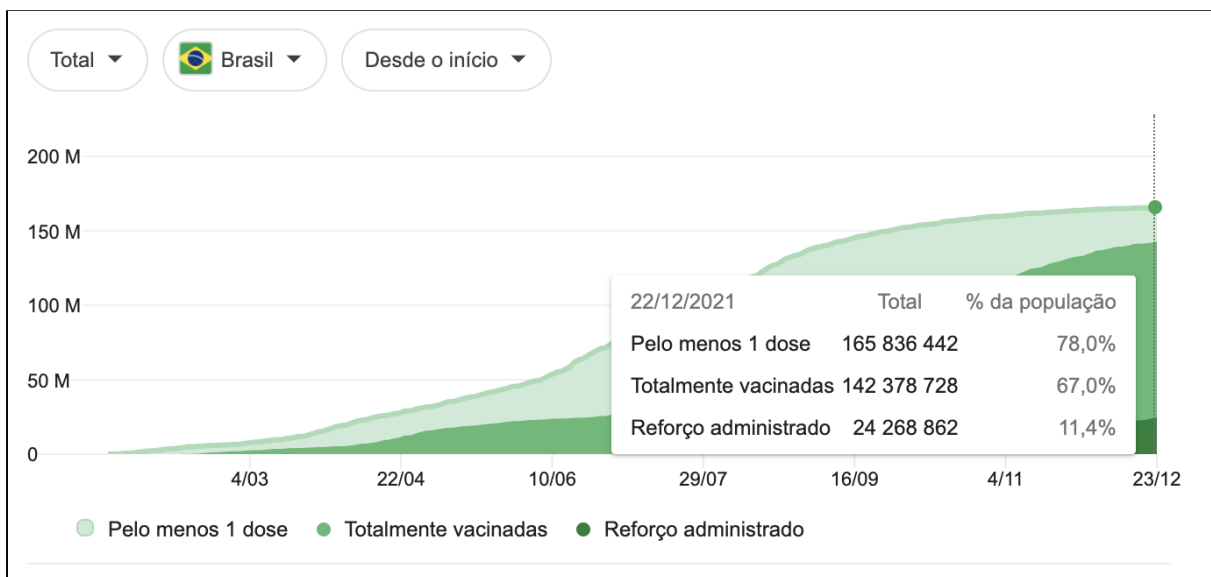 Total Brasil Desde o início
200 M
150 M
100 M
50 M
0
22/12/2021 Total % da população
Pelo menos 1 dose 165 836 442 78,0%
Totalmente vacinadas 142 378 728 67,0%
Reforço administrado 24 268 862 11,4%
4/03 22/04 10/06 29/07 16/09 4/11 23/12
Pelo menos 1 dose Totalmente vacinadas Reforço administrado